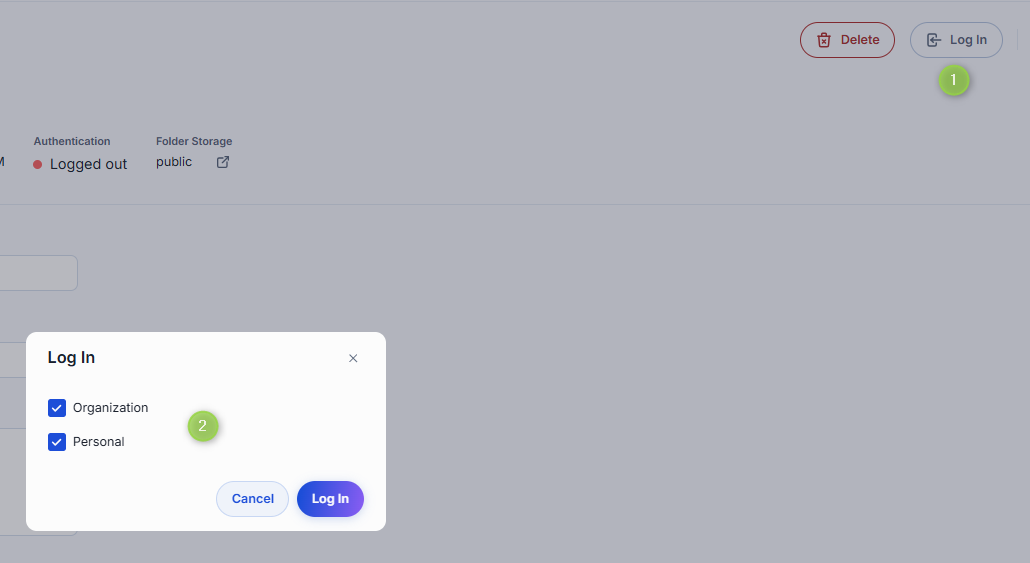 Delete
Log In
1
Authentication
Folder Storage
M
Logged out
public
Log In
Organization
2
Personal
Cancel
Log In